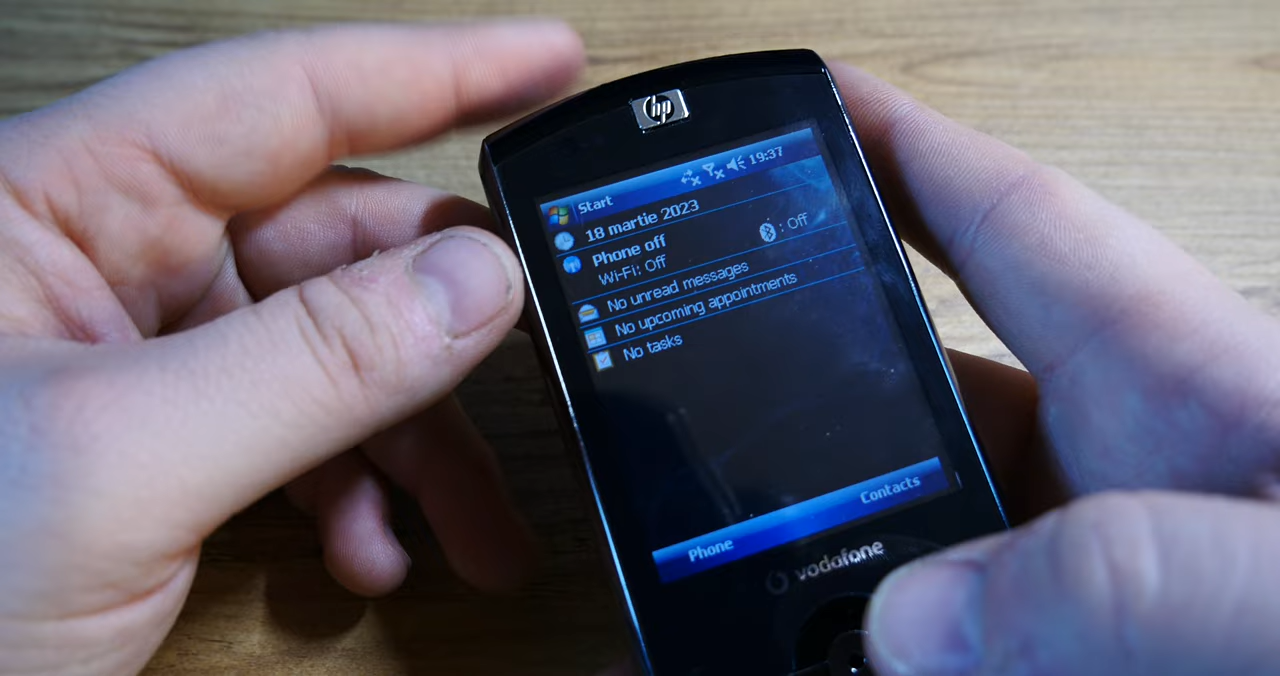 hp
19:37
Start
18 martie 2023
Phone off
: Off
Wi-Fi: Off
No unread messages
No upcoming appointments
No tasks
Contacts
Phone
vodafone